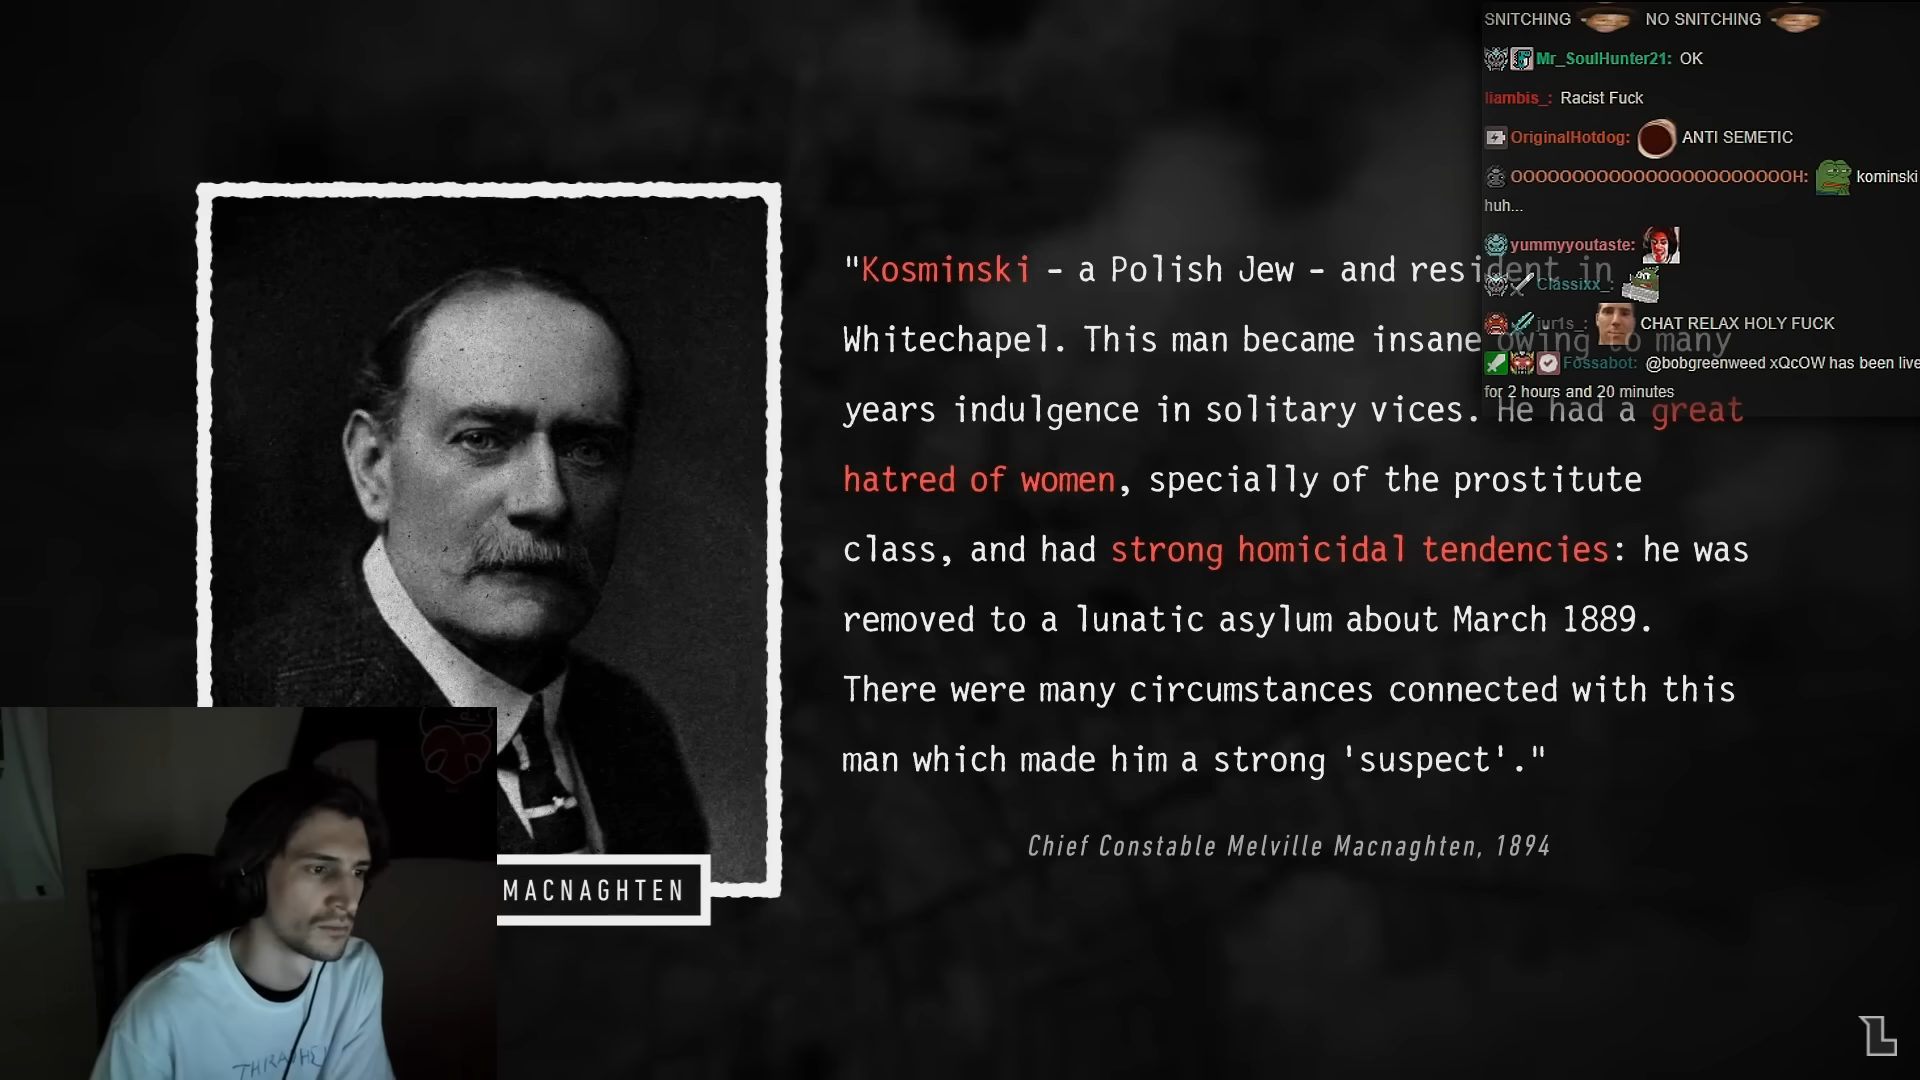 SNITCHING NO SNITCHING
Mr_SoulHunter21: OK
liambis_: Racist Fuck
OriginalHotdog: ANTI SEMETIC
OOOOOOOOOOOOOOOOOOOOOOOH: kominski
huh...
yummyyoutaste:
Classixx_:
jur1s_: CHAT RELAX HOLY FUCK
Fossabot: @bobgreenweed xQcOW has been live
for 2 hours and 20 minutes
"Kosminski - a Polish Jew - and resident in
Whitechapel. This man became insane owing to many
years indulgence in solitary vices. He had a great
hatred of women, specially of the prostitute
class, and had strong homicidal tendencies: he was
removed to a lunatic asylum about March 1889.
There were many circumstances connected with this
man which made him a strong 'suspect'."
Chief Constable Melville Macnaghten, 1894
MACNAGHTEN
THRASHE
L